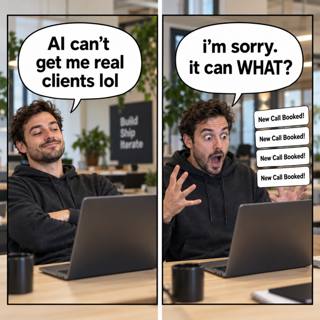 AI can't
get me real
clients lol
Build
Ship
Iterate
i'm sorry.
it can WHAT?
New Call Booked!
New Call Booked!
New Call Booked!
New Call Booked!